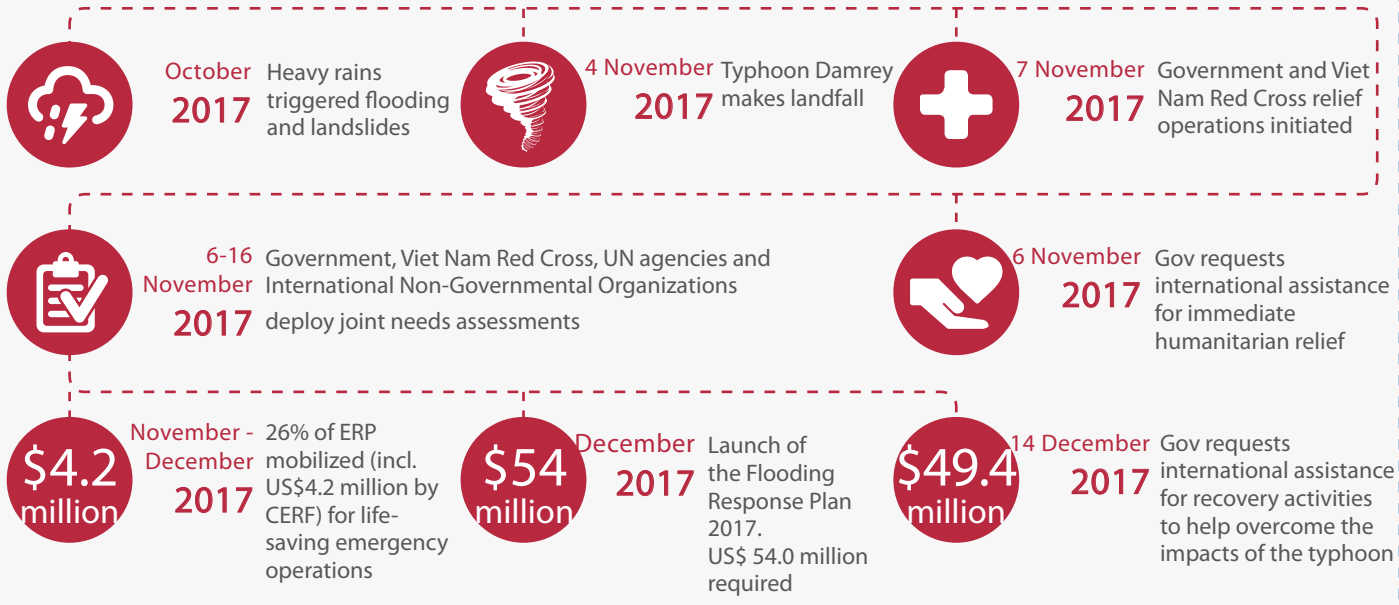 October
2017
Heavy rains
triggered flooding
and landslides
4 November
2017
Typhoon Damrey
makes landfall
7 November
2017
Government and Viet
Nam Red Cross relief
operations initiated
6-16
November
2017
Government, Viet Nam Red Cross, UN agencies and
International Non-Governmental Organizations
deploy joint needs assessments
6 November
2017
Gov requests
international assistance
for immediate
humanitarian relief
$4.2
million
November -
December
2017
26% of ERP
mobilized (incl.
US$4.2 million by
CERF) for life-
saving emergency
operations
$54
million
December
2017
Launch of
the Flooding
Response Plan
2017.
US$ 54.0 million
required
$49.4
million
14 December
2017
Gov requests
international assistance
for recovery activities
to help overcome the
impacts of the typhoon